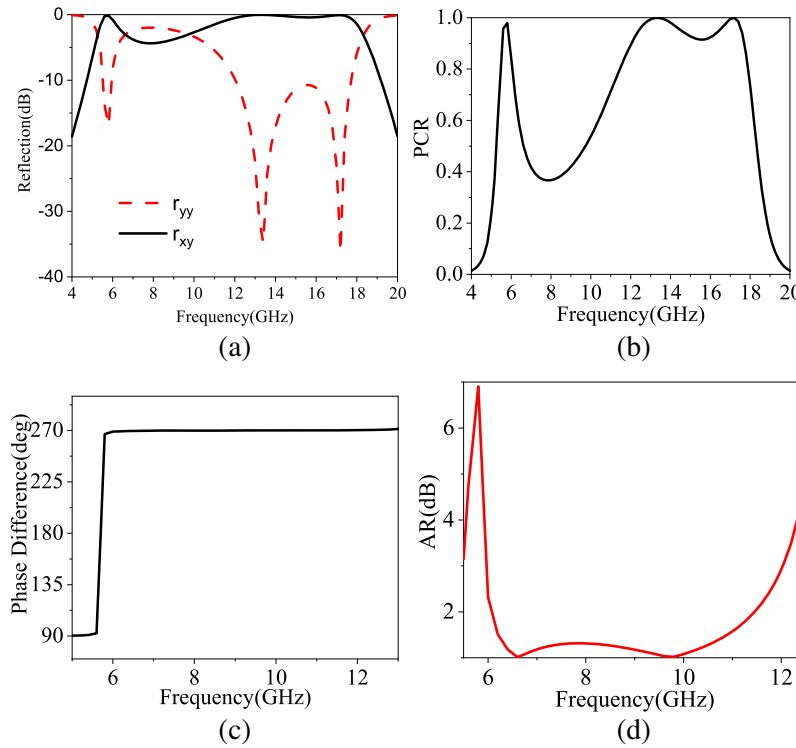 0
-10
-20
-30
-40
Reflection(dB)
r_yy
r_xy
4 6 8 10 12 14 16 18 20
Frequency(GHz)
(a)
1.0
0.8
0.6
0.4
0.2
0.0
PCR
4 6 8 10 12 14 16 18 20
Frequency(GHz)
(b)
270
225
180
135
90
Phase Difference(deg)
6 8 10 12
Frequency(GHz)
(c)
6
4
2
AR(dB)
6 8 10 12
Frequency(GHz)
(d)